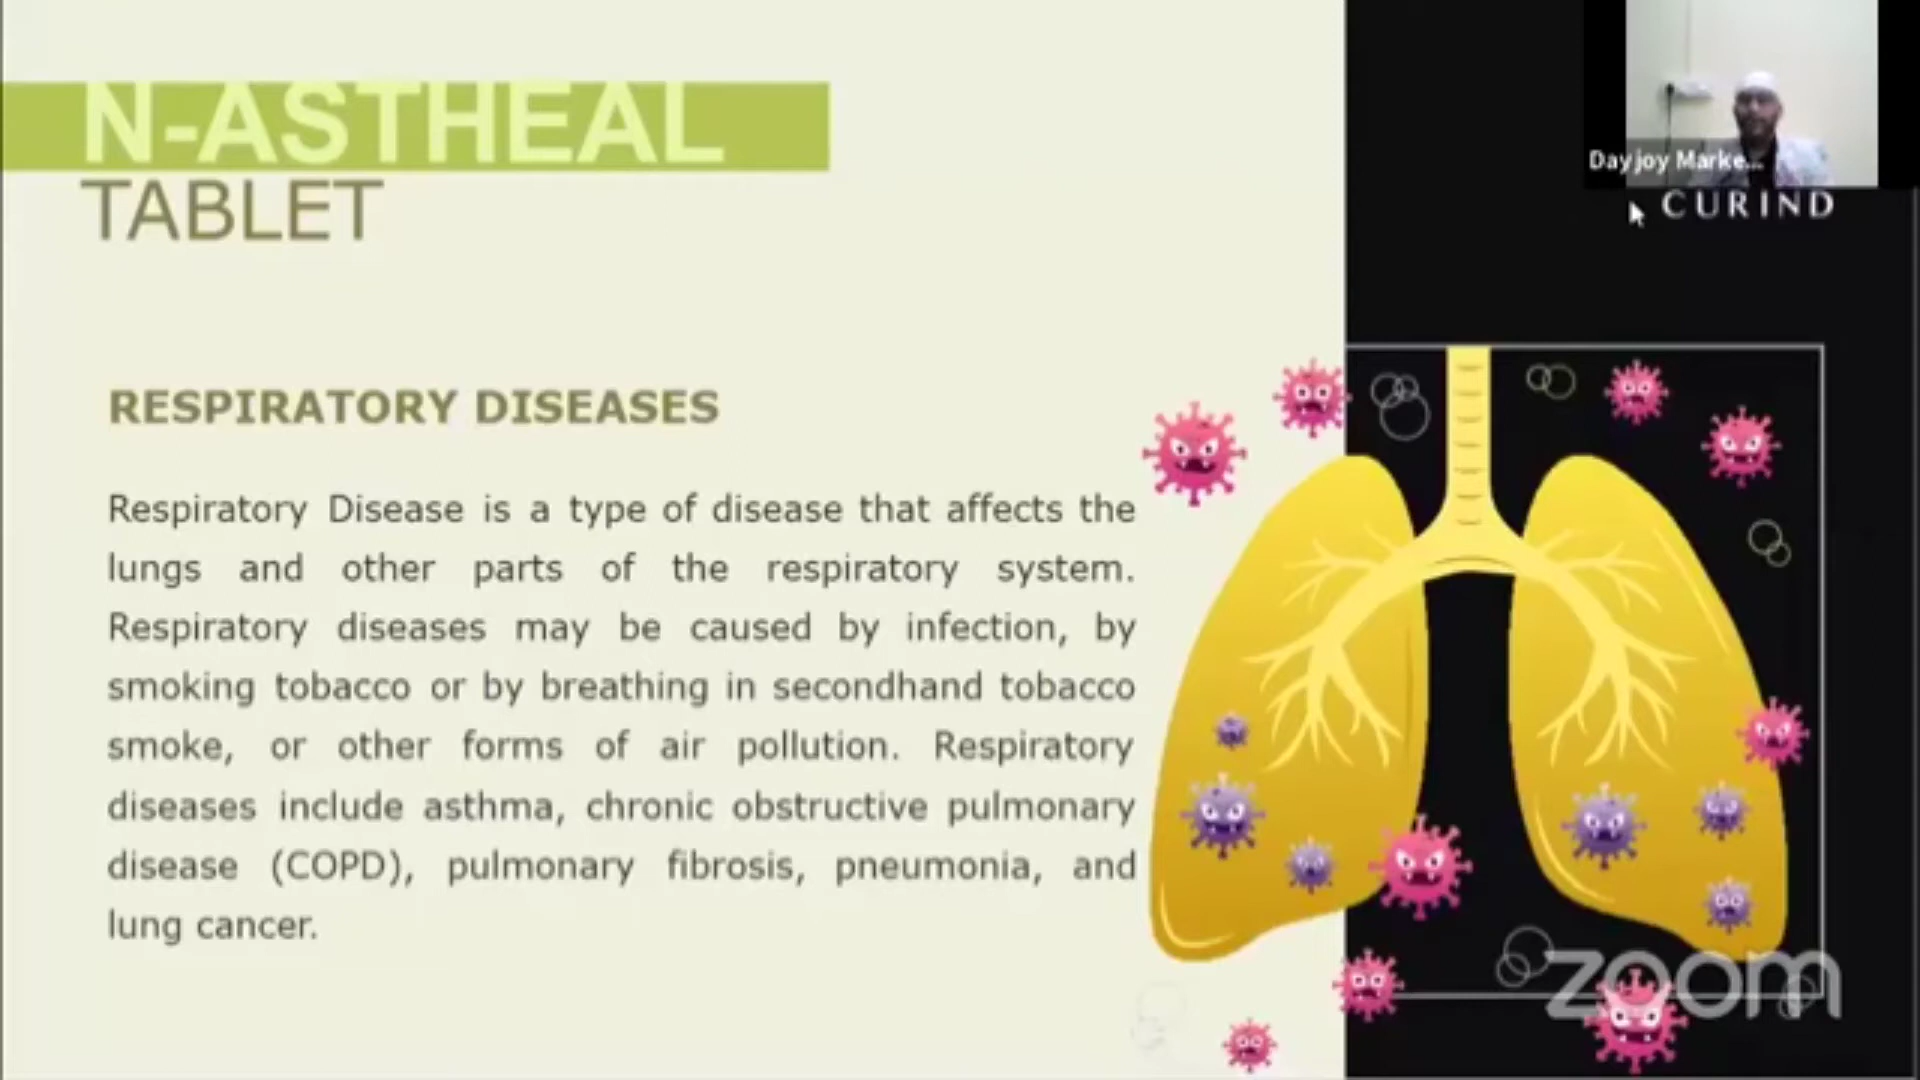 N-ASTHEAL
TABLET
Dayjoy Marke...
CURIND
RESPIRATORY DISEASES
Respiratory Disease is a type of disease that affects the
lungs and other parts of the respiratory system.
Respiratory diseases may be caused by infection, by
smoking tobacco or by breathing in secondhand tobacco
smoke, or other forms of air pollution. Respiratory
diseases include asthma, chronic obstructive pulmonary
disease (COPD), pulmonary fibrosis, pneumonia, and
lung cancer.
zoom